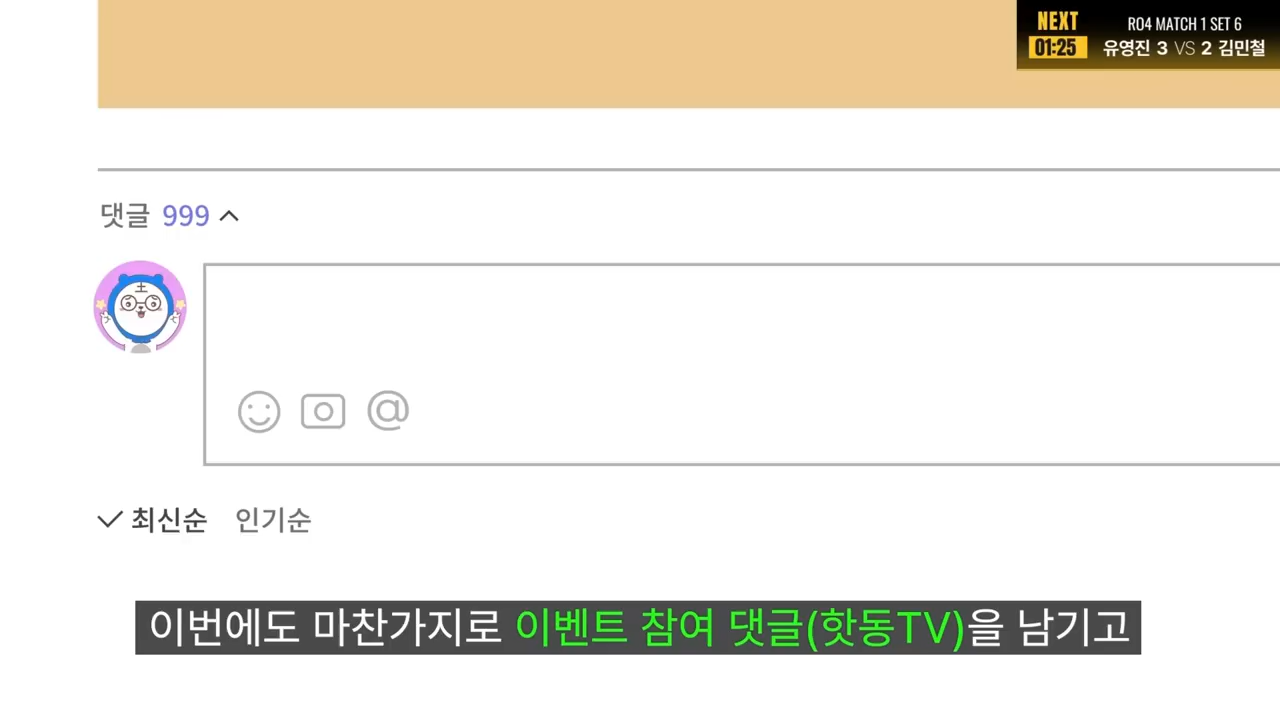 NEXT
01:25
RO4 MATCH 1 SET 6
유영진 3 VS 2 김민철
댓글 999
최신순 인기순
이번에도 마찬가지로 이벤트 참여 댓글(핫동TV)을 남기고